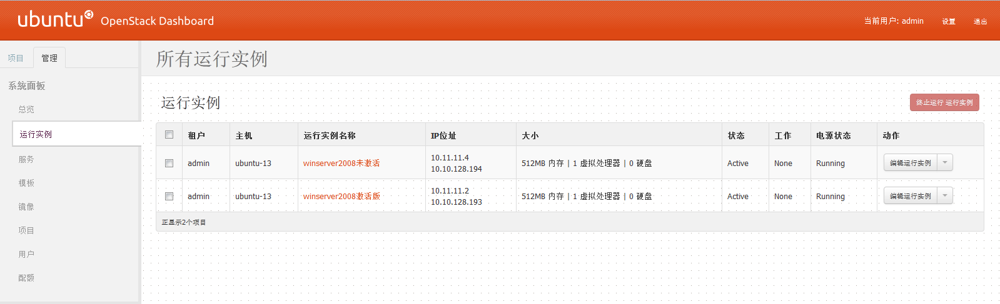 ubuntu OpenStack Dashboard
当前用户: admin 设置 退出
项目 管理
所有运行实例
系统面板
总览
运行实例
服务
模板
镜像
项目
用户
配额
运行实例 终止运行 运行实例
租户 主机 运行实例名称 IP位址 大小 状态 工作 电源状态 动作
admin ubuntu-13 winserver2008未激活 10.11.11.4 512MB 内存 | 1 虚拟处理器 | 0 硬盘 Active None Running 编辑运行实例
10.10.128.194
admin ubuntu-13 winserver2008激活版 10.11.11.2 512MB 内存 | 1 虚拟处理器 | 0 硬盘 Active None Running 编辑运行实例
10.10.128.193
正显示2个项目